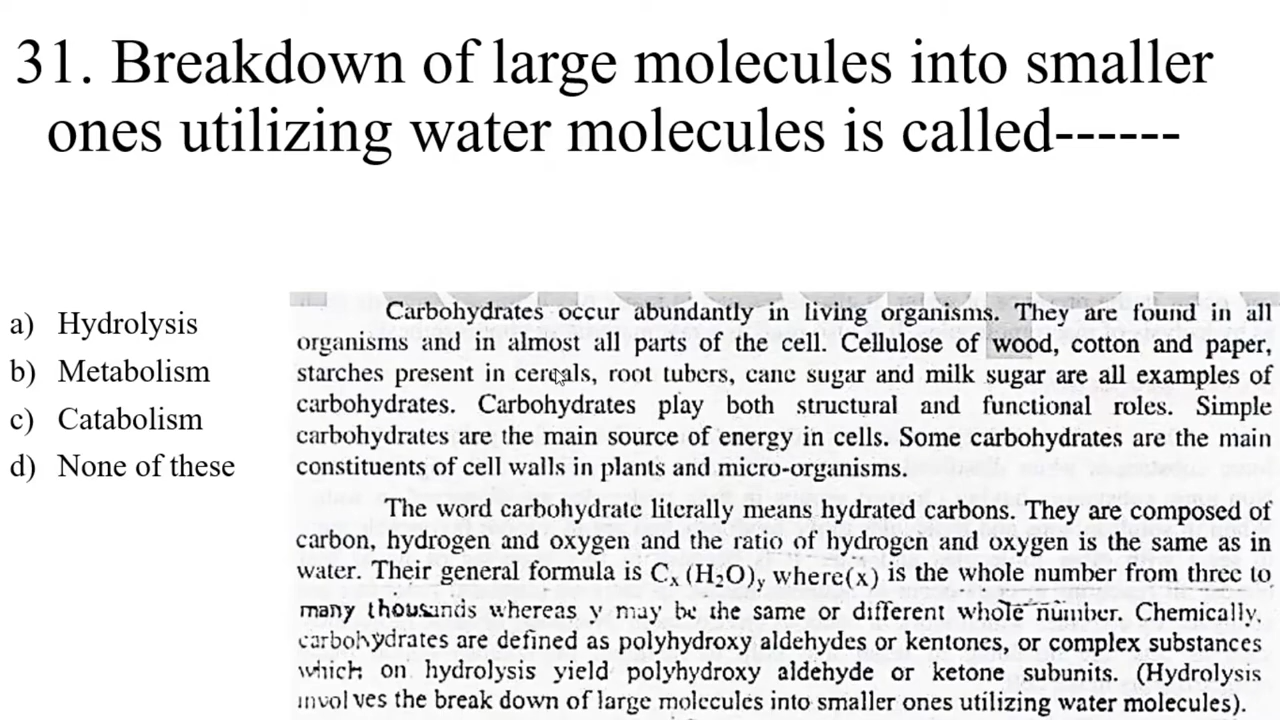 31. Breakdown of large molecules into smaller
ones utilizing water molecules is called------
a) Hydrolysis
b) Metabolism
c) Catabolism
d) None of these
Carbohydrates occur abundantly in living organisms. They are found in all
organisms and in almost all parts of the cell. Cellulose of wood, cotton and paper,
starches present in cereals, root tubers, cane sugar and milk sugar are all examples of
carbohydrates. Carbohydrates play both structural and functional roles. Simple
carbohydrates are the main source of energy in cells. Some carbohydrates are the main
constituents of cell walls in plants and micro-organisms.
The word carbohydrate literally means hydrated carbons. They are composed of
carbon, hydrogen and oxygen and the ratio of hydrogen and oxygen is the same as in
water. Their general formula is Cₓ (H₂O)ᵧ where(x) is the whole number from three to
many thousands whereas y may be the same or different whole number. Chemically,
carbohydrates are defined as polyhydroxy aldehydes or kentones, or complex substances
which on hydrolysis yield polyhydroxy aldehyde or ketone subunits. (Hydrolysis
involves the break down of large molecules into smaller ones utilizing water molecules).